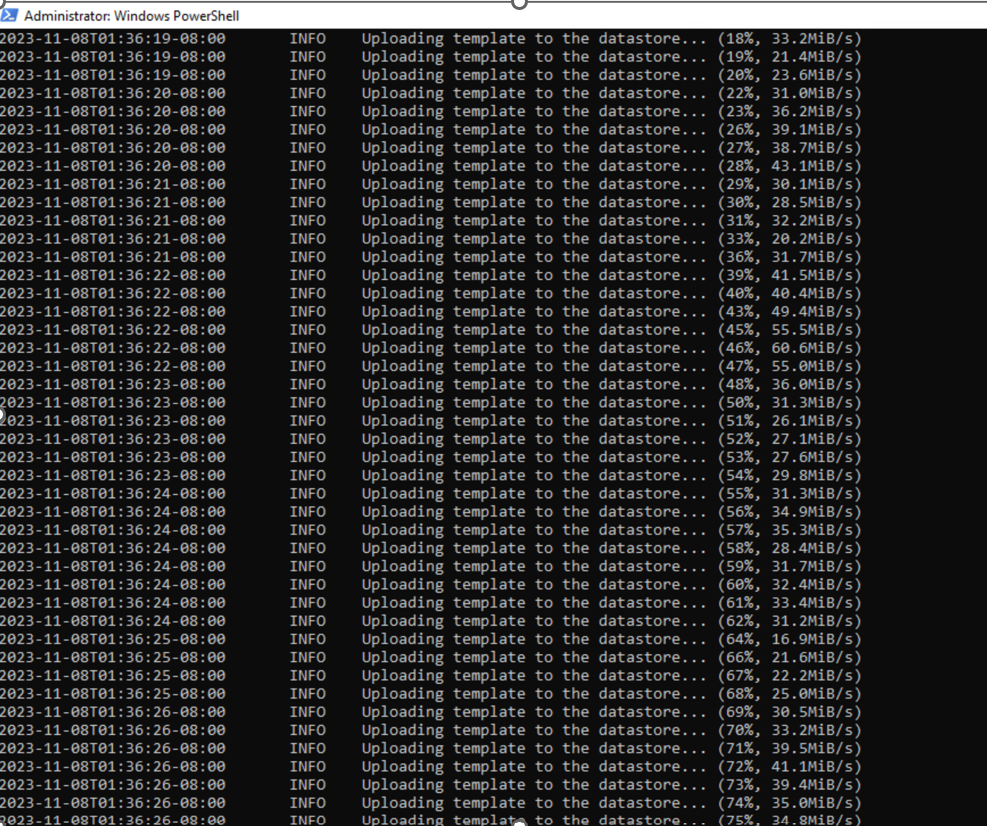 Administrator: Windows PowerShell
2023-11-08T01:36:19-08:00 INFO Uploading template to the datastore... (18%, 33.2MiB/s)
2023-11-08T01:36:19-08:00 INFO Uploading template to the datastore... (19%, 21.4MiB/s)
2023-11-08T01:36:19-08:00 INFO Uploading template to the datastore... (20%, 23.6MiB/s)
2023-11-08T01:36:20-08:00 INFO Uploading template to the datastore... (22%, 31.0MiB/s)
2023-11-08T01:36:20-08:00 INFO Uploading template to the datastore... (23%, 36.2MiB/s)
2023-11-08T01:36:20-08:00 INFO Uploading template to the datastore... (26%, 39.1MiB/s)
2023-11-08T01:36:20-08:00 INFO Uploading template to the datastore... (27%, 38.7MiB/s)
2023-11-08T01:36:20-08:00 INFO Uploading template to the datastore... (28%, 43.1MiB/s)
2023-11-08T01:36:21-08:00 INFO Uploading template to the datastore... (29%, 30.1MiB/s)
2023-11-08T01:36:21-08:00 INFO Uploading template to the datastore... (30%, 28.5MiB/s)
2023-11-08T01:36:21-08:00 INFO Uploading template to the datastore... (31%, 32.2MiB/s)
2023-11-08T01:36:21-08:00 INFO Uploading template to the datastore... (33%, 20.2MiB/s)
2023-11-08T01:36:21-08:00 INFO Uploading template to the datastore... (36%, 31.7MiB/s)
2023-11-08T01:36:22-08:00 INFO Uploading template to the datastore... (39%, 41.5MiB/s)
2023-11-08T01:36:22-08:00 INFO Uploading template to the datastore... (40%, 40.4MiB/s)
2023-11-08T01:36:22-08:00 INFO Uploading template to the datastore... (43%, 49.4MiB/s)
2023-11-08T01:36:22-08:00 INFO Uploading template to the datastore... (45%, 55.5MiB/s)
2023-11-08T01:36:22-08:00 INFO Uploading template to the datastore... (46%, 60.6MiB/s)
2023-11-08T01:36:22-08:00 INFO Uploading template to the datastore... (47%, 55.0MiB/s)
2023-11-08T01:36:23-08:00 INFO Uploading template to the datastore... (48%, 36.0MiB/s)
2023-11-08T01:36:23-08:00 INFO Uploading template to the datastore... (50%, 31.3MiB/s)
2023-11-08T01:36:23-08:00 INFO Uploading template to the datastore... (51%, 26.1MiB/s)
2023-11-08T01:36:23-08:00 INFO Uploading template to the datastore... (52%, 27.1MiB/s)
2023-11-08T01:36:23-08:00 INFO Uploading template to the datastore... (53%, 27.6MiB/s)
2023-11-08T01:36:23-08:00 INFO Uploading template to the datastore... (54%, 29.8MiB/s)
2023-11-08T01:36:24-08:00 INFO Uploading template to the datastore... (55%, 31.3MiB/s)
2023-11-08T01:36:24-08:00 INFO Uploading template to the datastore... (56%, 34.9MiB/s)
2023-11-08T01:36:24-08:00 INFO Uploading template to the datastore... (57%, 35.3MiB/s)
2023-11-08T01:36:24-08:00 INFO Uploading template to the datastore... (58%, 28.4MiB/s)
2023-11-08T01:36:24-08:00 INFO Uploading template to the datastore... (59%, 31.7MiB/s)
2023-11-08T01:36:24-08:00 INFO Uploading template to the datastore... (60%, 32.4MiB/s)
2023-11-08T01:36:24-08:00 INFO Uploading template to the datastore... (61%, 33.4MiB/s)
2023-11-08T01:36:24-08:00 INFO Uploading template to the datastore... (62%, 31.2MiB/s)
2023-11-08T01:36:25-08:00 INFO Uploading template to the datastore... (64%, 16.9MiB/s)
2023-11-08T01:36:25-08:00 INFO Uploading template to the datastore... (66%, 21.6MiB/s)
2023-11-08T01:36:25-08:00 INFO Uploading template to the datastore... (67%, 22.2MiB/s)
2023-11-08T01:36:25-08:00 INFO Uploading template to the datastore... (68%, 25.0MiB/s)
2023-11-08T01:36:26-08:00 INFO Uploading template to the datastore... (69%, 30.5MiB/s)
2023-11-08T01:36:26-08:00 INFO Uploading template to the datastore... (70%, 33.2MiB/s)
2023-11-08T01:36:26-08:00 INFO Uploading template to the datastore... (71%, 39.5MiB/s)
2023-11-08T01:36:26-08:00 INFO Uploading template to the datastore... (72%, 41.1MiB/s)
2023-11-08T01:36:26-08:00 INFO Uploading template to the datastore... (73%, 39.4MiB/s)
2023-11-08T01:36:26-08:00 INFO Uploading template to the datastore... (74%, 35.0MiB/s)
2023-11-08T01:36:26-08:00 INFO Uploading template to the datastore... (75%, 34.8MiB/s)